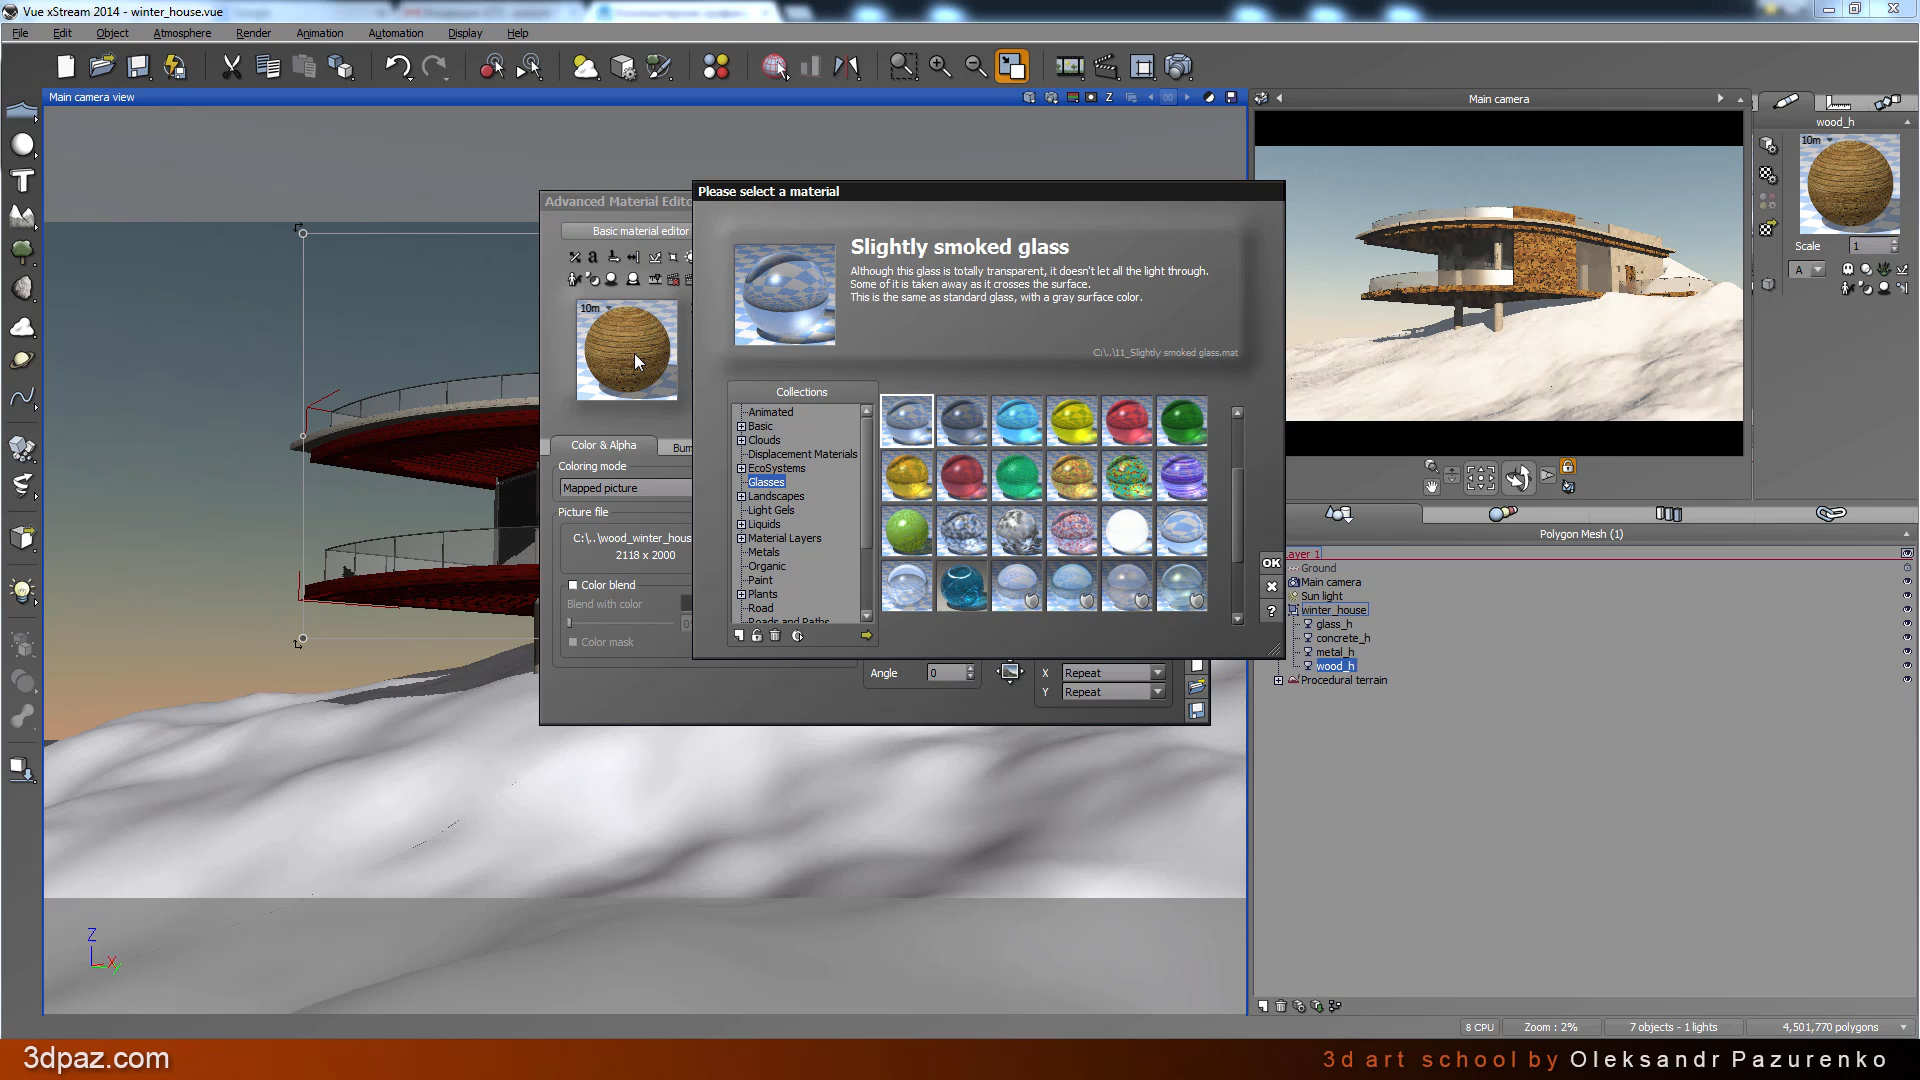 Vue xStream 2014 - winter_house.vue
File Edit Object Atmosphere Render Animation Automation Display Help
Main camera view
Z
Main camera
wood_h
10m
Scale 1
A
Advanced Material Edito
Basic material editor
10m
Color & Alpha
Bum
Coloring mode
Mapped picture
Picture file
C:\..\wood_winter_hous
2118 x 2000
Color blend
Blend with color
Color mask
Angle 0
X Repeat
Y Repeat
Please select a material
Slightly smoked glass
Although this glass is totally transparent, it doesn't let all the light through.
Some of it is taken away as it crosses the surface.
This is the same as standard glass, with a gray surface color.
C:\..\11_Slightly smoked glass.mat
Collections
Animated
Basic
Clouds
Displacement Materials
EcoSystems
Glasses
Landscapes
Light Gels
Liquids
Material Layers
Metals
Organic
Paint
Plants
Road
Roads and Paths
OK
?
Polygon Mesh (1)
ayer 1
Ground
Main camera
Sun light
winter_house
glass_h
concrete_h
metal_h
wood_h
Procedural terrain
Z
X
Y
8 CPU
Zoom : 2%
7 objects - 1 lights
4,501,770 polygons
3dpaz.com
3d art school by Oleksandr Pazurenko